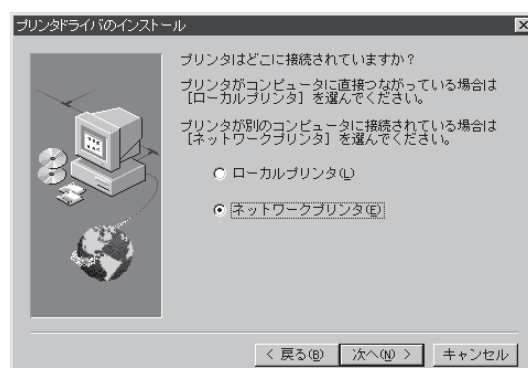 プリンタドライバのインストール
プリンタはどこに接続されていますか?
プリンタがコンピュータに直接つながっている場合は
[ローカルプリンタ] を選んでください。
プリンタが別のコンピュータに接続されている場合は
[ネットワークプリンタ] を選んでください。
ローカルプリンタ(L)
ネットワークプリンタ(E)
< 戻る(B) 次へ(N) > キャンセル